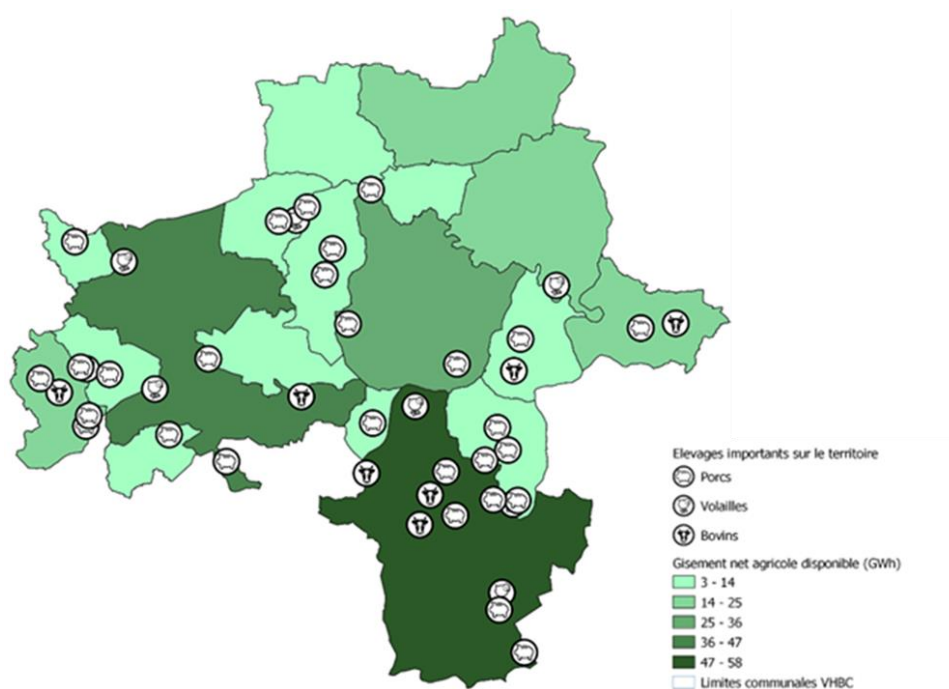 Elevages importants sur le territoire
Porcs
Volailles
Bovins
Gisement net agricole disponible (GWh)
3 - 14
14 - 25
25 - 36
36 - 47
47 - 58
Limites communales VHBC